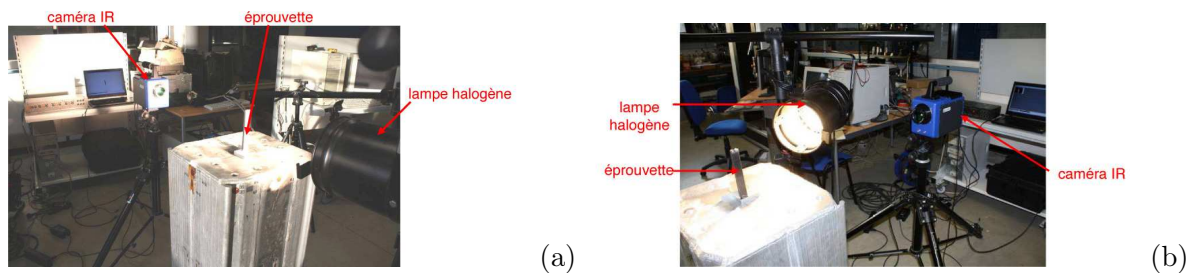 caméra IR
éprouvette
lampe halogène
(a)
lampe
halogène
éprouvette
caméra IR
(b)